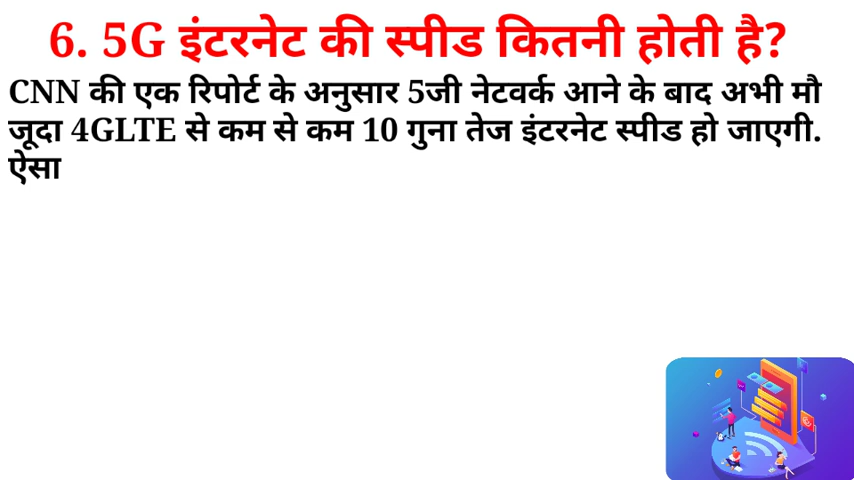 6. 5G इंटरनेट की स्पीड कितनी होती है?
CNN की एक रिपोर्ट के अनुसार 5जी नेटवर्क आने के बाद अभी मौ
जूदा 4GLTE से कम से कम 10 गुना तेज इंटरनेट स्पीड हो जाएगी.
ऐसा